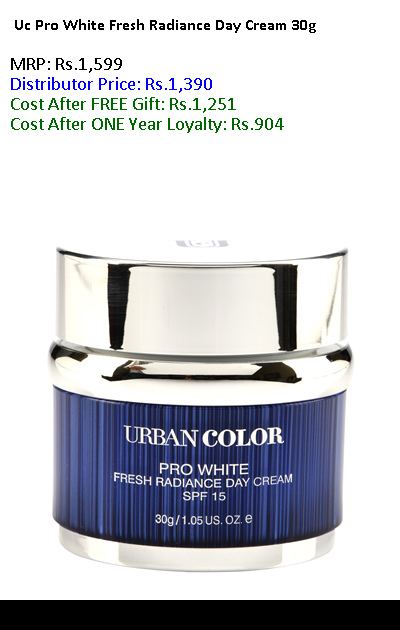 Uc Pro White Fresh Radiance Day Cream 30g
MRP: Rs.1,599
Distributor Price: Rs.1,390
Cost After FREE Gift: Rs.1,251
Cost After ONE Year Loyalty: Rs.904
URBAN COLOR
PRO WHITE
FRESH RADIANCE DAY CREAM
SPF 15
30g/1.05 US. OZ. e